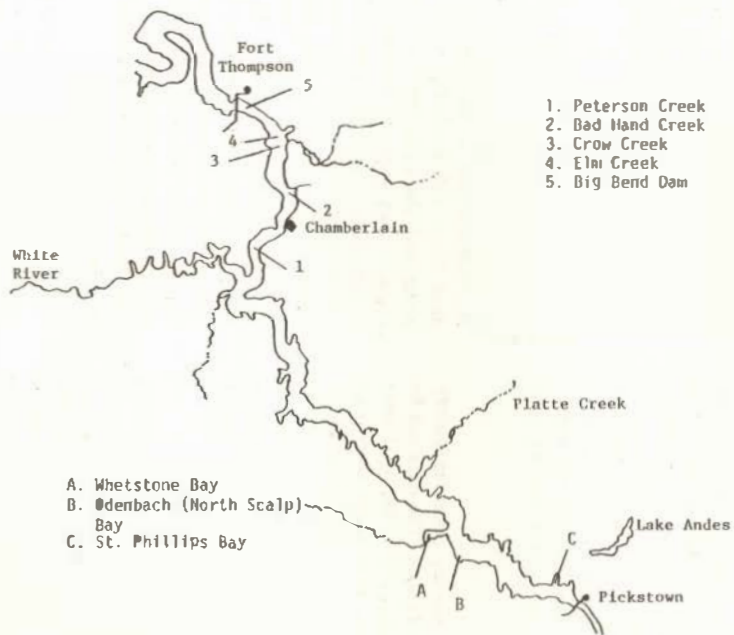 Fort
Thompson
5
4
3
1. Peterson Creek
2. Bad Hand Creek
3. Crow Creek
4. Elm Creek
5. Big Bend Dam
2
Chamberlain
White
River
1
Platte Creek
A. Whetstone Bay
B. Odenbach (North Scalp)
Bay
C. St. Phillips Bay
Lake Andes
C
A
B
Pickstown